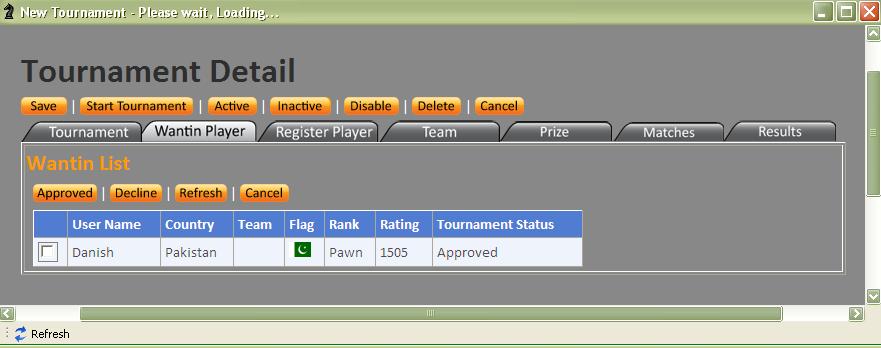 New Tournament - Please wait, Loading...
Tournament Detail
Save | Start Tournament | Active | Inactive | Disable | Delete | Cancel
Tournament Wantin Player Register Player Team Prize Matches Results
Wantin List
Approved | Decline | Refresh | Cancel
User Name Country Team Flag Rank Rating Tournament Status
Danish Pakistan Pawn 1505 Approved
Refresh